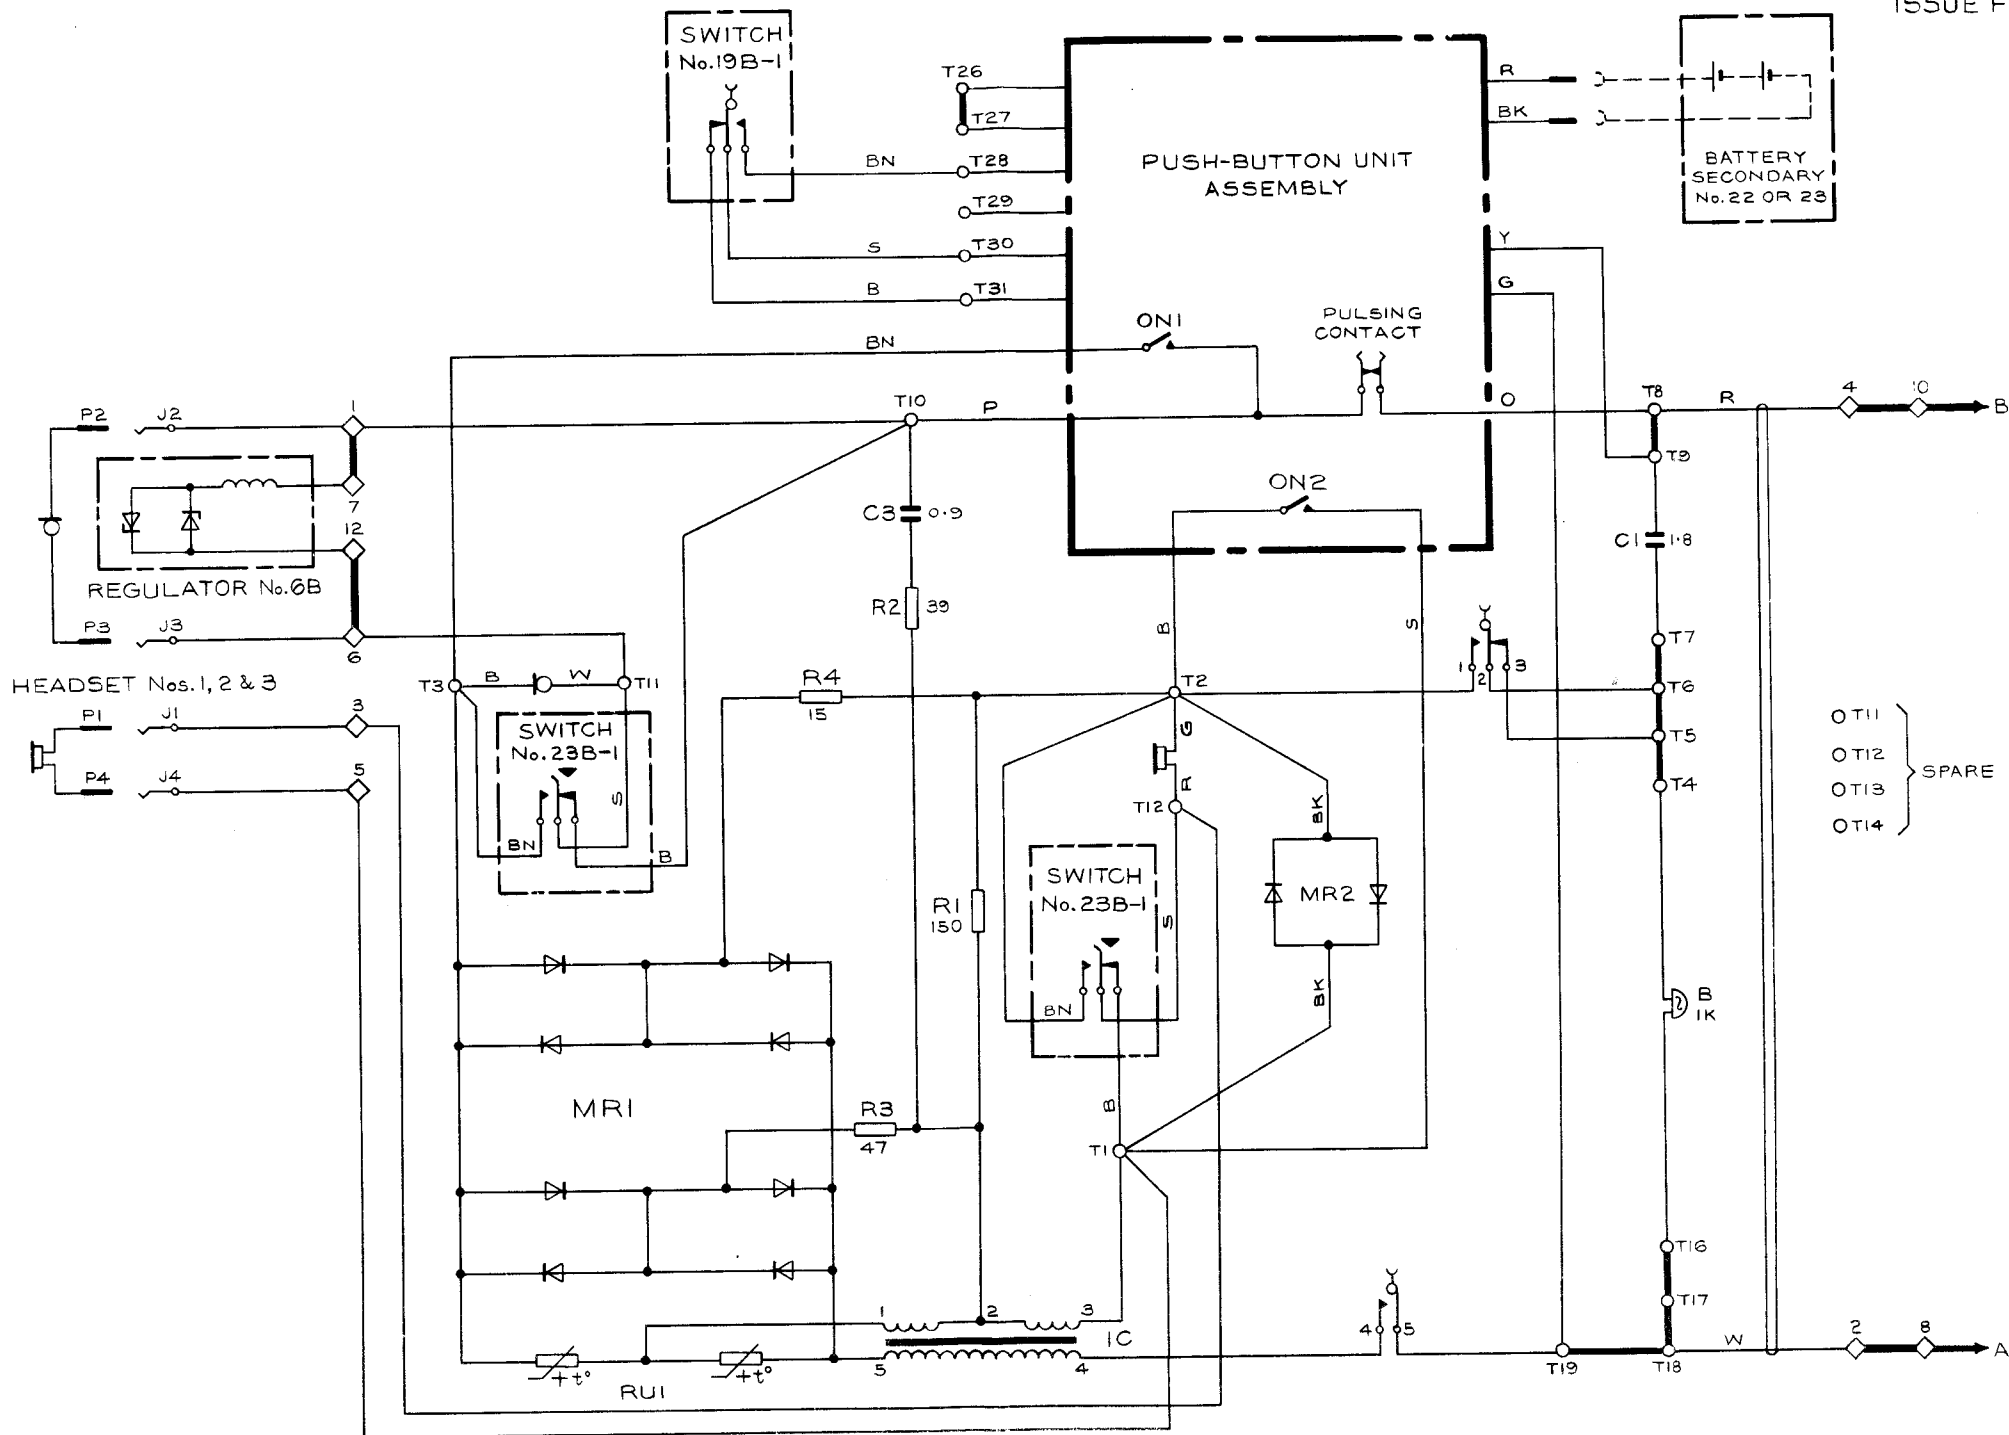 ISSUE F
SWITCH
No.19B-1
T26
T27
BN
T28
T29
S
T30
B
T31
PUSH-BUTTON UNIT
ASSEMBLY
R
BK
BATTERY
SECONDARY
No.22 OR 23
Y
G
PULSING
CONTACT
ON1
BN
P2
J2
1
T10
P
O
T8
R
4
10
B
7
12
REGULATOR No.6B
C3
0·9
ON2
T9
C1
1·8
R2
39
B
S
P3
J3
6
T7
1
2
3
HEADSET Nos.1, 2 & 3
T3
B
W
T11
R4
15
T2
T6
P1
J1
3
SWITCH
No.23B-1
G
T5
T11
T12
T13
T14
SPARE
P4
J4
5
S
R
T12
T4
BK
BN
B
SWITCH
No.23B-1
MR2
R1
150
S
BN
BK
B
1K
MR1
R3
47
B
T1
T16
T17
1
2
3
1C
4
5
5
4
RU1
-+t°
-+t°
T19
T18
W
2
8
A